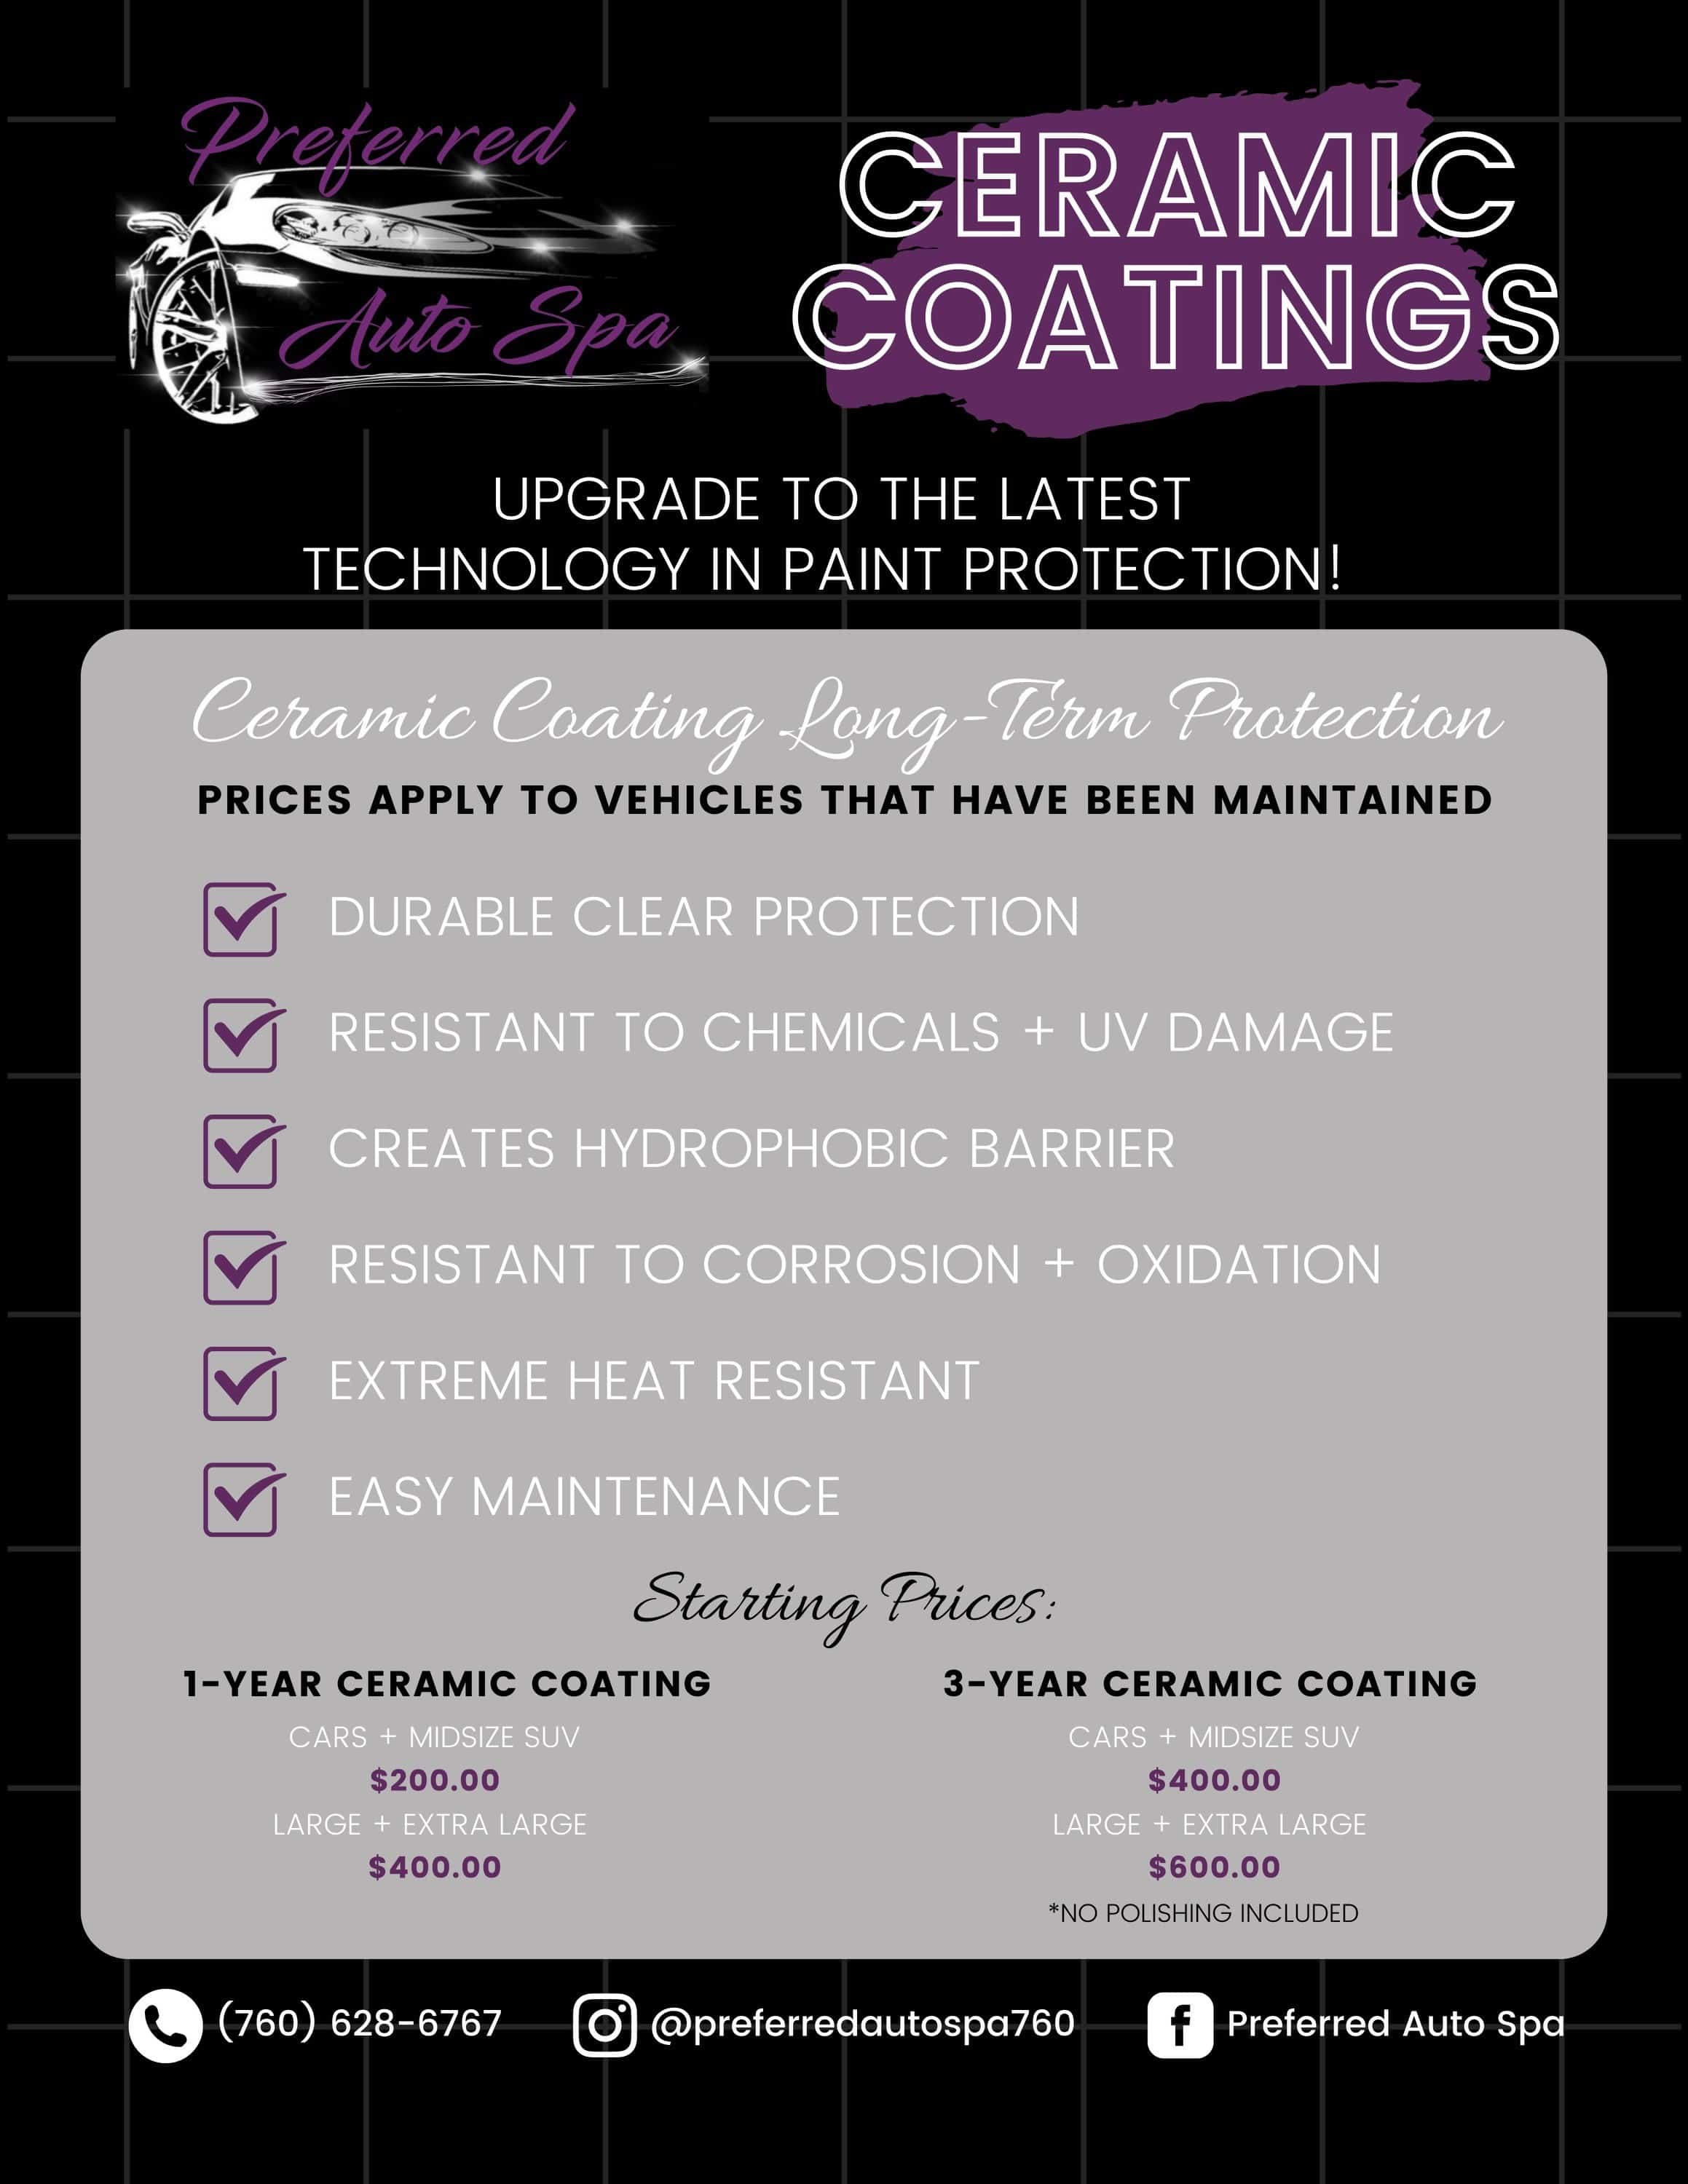 Preferred
Auto Spa
CERAMIC
COATINGS
UPGRADE TO THE LATEST
TECHNOLOGY IN PAINT PROTECTION!
Ceramic Coating Long-Term Protection
PRICES APPLY TO VEHICLES THAT HAVE BEEN MAINTAINED
DURABLE CLEAR PROTECTION
RESISTANT TO CHEMICALS + UV DAMAGE
CREATES HYDROPHOBIC BARRIER
RESISTANT TO CORROSION + OXIDATION
EXTREME HEAT RESISTANT
EASY MAINTENANCE
Starting Prices:
1-YEAR CERAMIC COATING
CARS + MIDSIZE SUV
$200.00
LARGE + EXTRA LARGE
$400.00
3-YEAR CERAMIC COATING
CARS + MIDSIZE SUV
$400.00
LARGE + EXTRA LARGE
$600.00
*NO POLISHING INCLUDED
(760) 628-6767
@preferredautospa760
Preferred Auto Spa